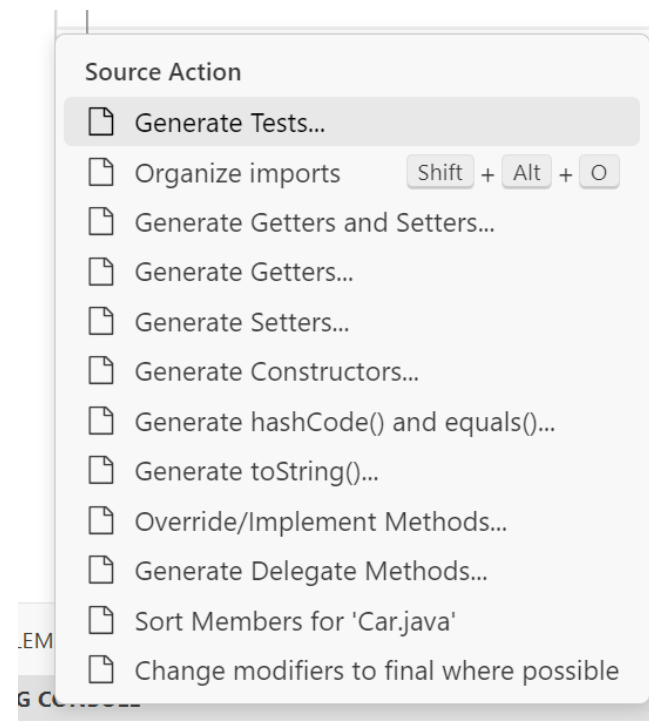 Source Action
Generate Tests...
Organize imports Shift + Alt + O
Generate Getters and Setters...
Generate Getters...
Generate Setters...
Generate Constructors...
Generate hashCode() and equals()...
Generate toString()...
Override/Implement Methods...
Generate Delegate Methods...
Sort Members for 'Car.java'
LEM
Change modifiers to final where possible
G CONSOLE